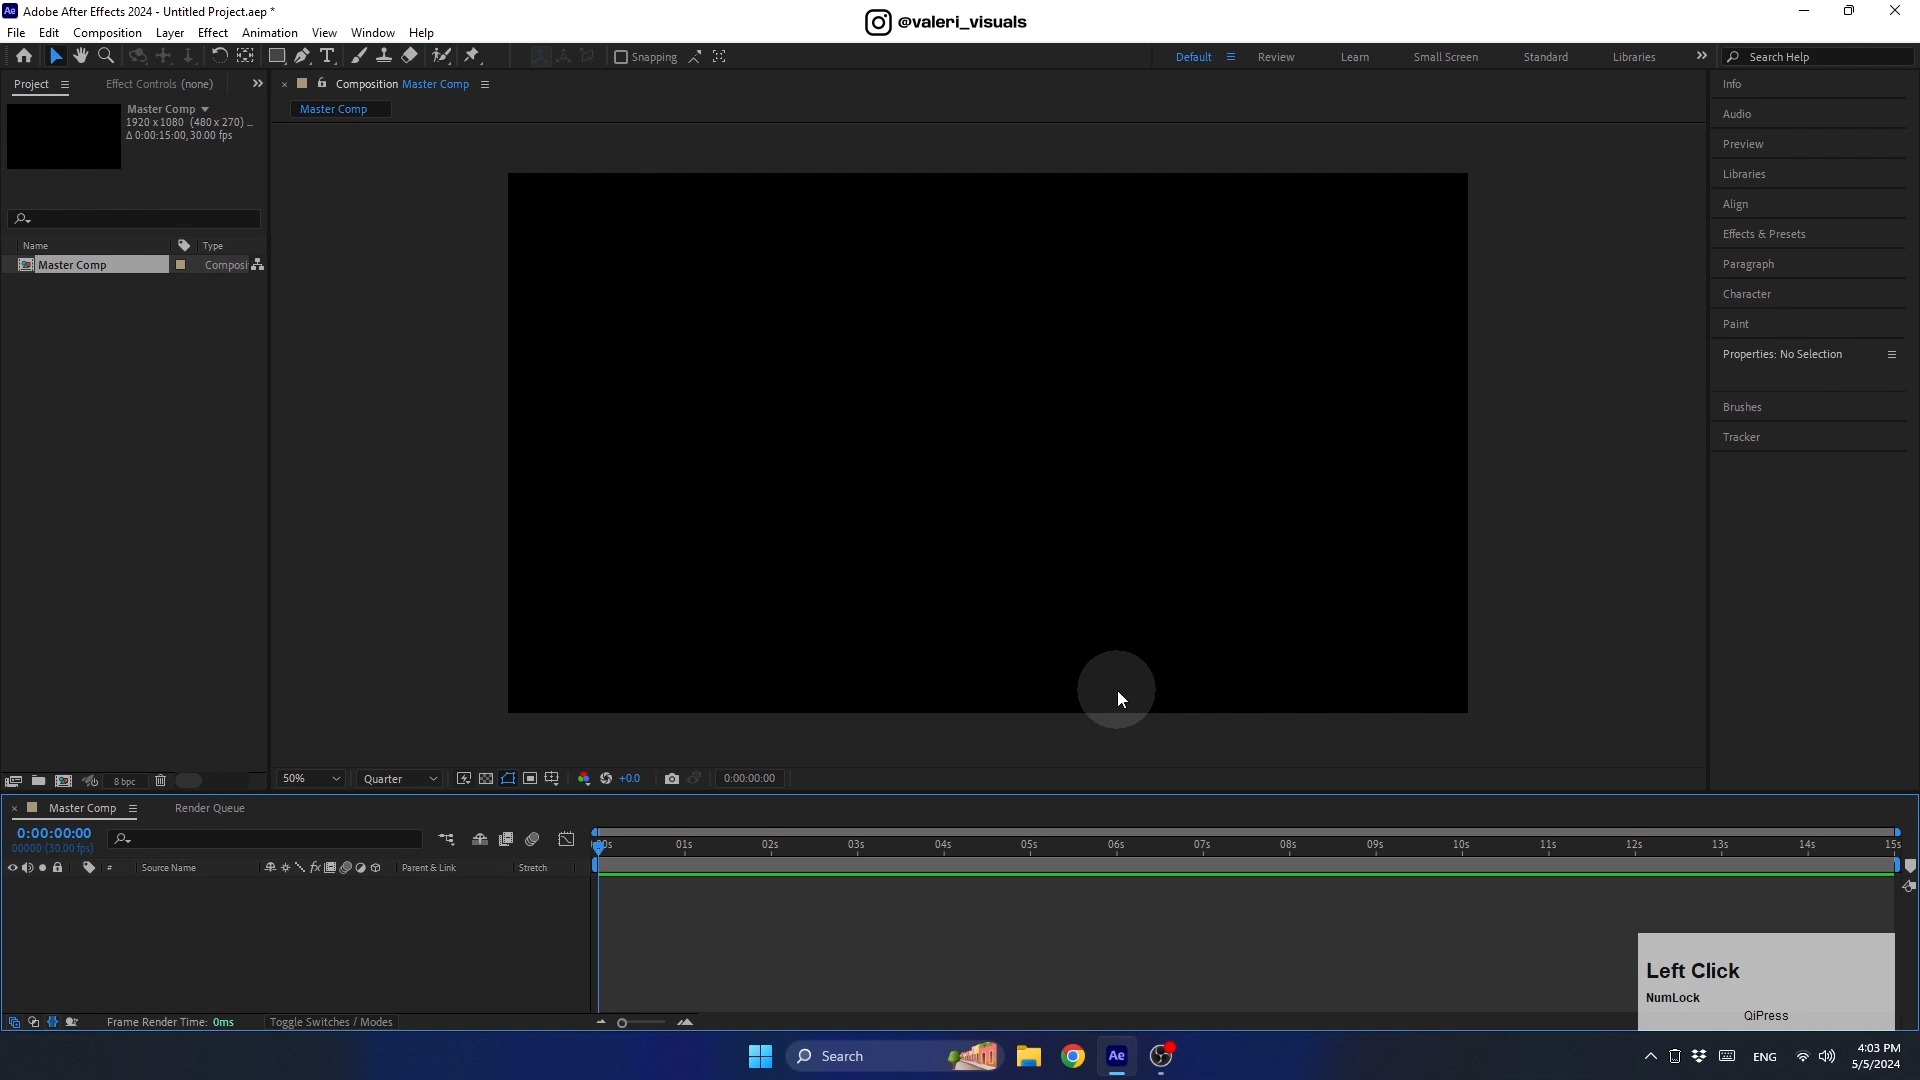 Adobe After Effects 2024 - Untitled Project.aep *
@valeri_visuals
File Edit Composition Layer Effect Animation View Window Help
Snapping
Default Review Learn Small Screen Standard Libraries
Search Help
Project
Effect Controls (none)
Composition Master Comp
Master Comp
Master Comp
1920 x 1080 (480 x 270) ...
Δ 0:00:15:00, 30.00 fps
Name Type
Master Comp Composi
Info
Audio
Preview
Libraries
Align
Effects & Presets
Paragraph
Character
Paint
Properties: No Selection
Brushes
Tracker
8 bpc
50% Quarter +0.0 0:00:00:00
Master Comp
Render Queue
0:00:00:00
00000 (30.00 fps)
01s 02s 03s 04s 05s 06s 07s 08s 09s 10s 11s 12s 13s 14s 15s
# Source Name fx Parent & Link Stretch
Left Click
NumLock
QiPress
Frame Render Time: 0ms
Toggle Switches / Modes
Search
Ae
ENG
4:03 PM
5/5/2024